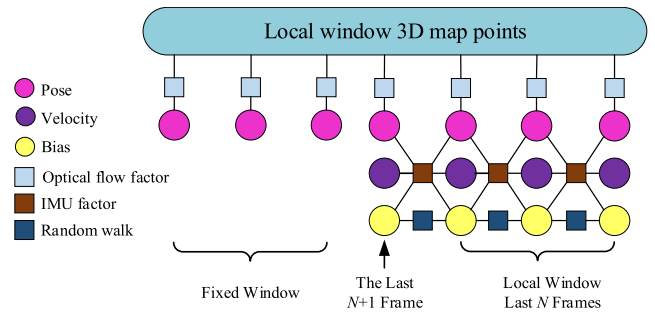 Local window 3D map points
Pose
Velocity
Bias
Optical flow factor
IMU factor
Random walk
Fixed Window
The Last
N+1 Frame
Local Window
Last N Frames